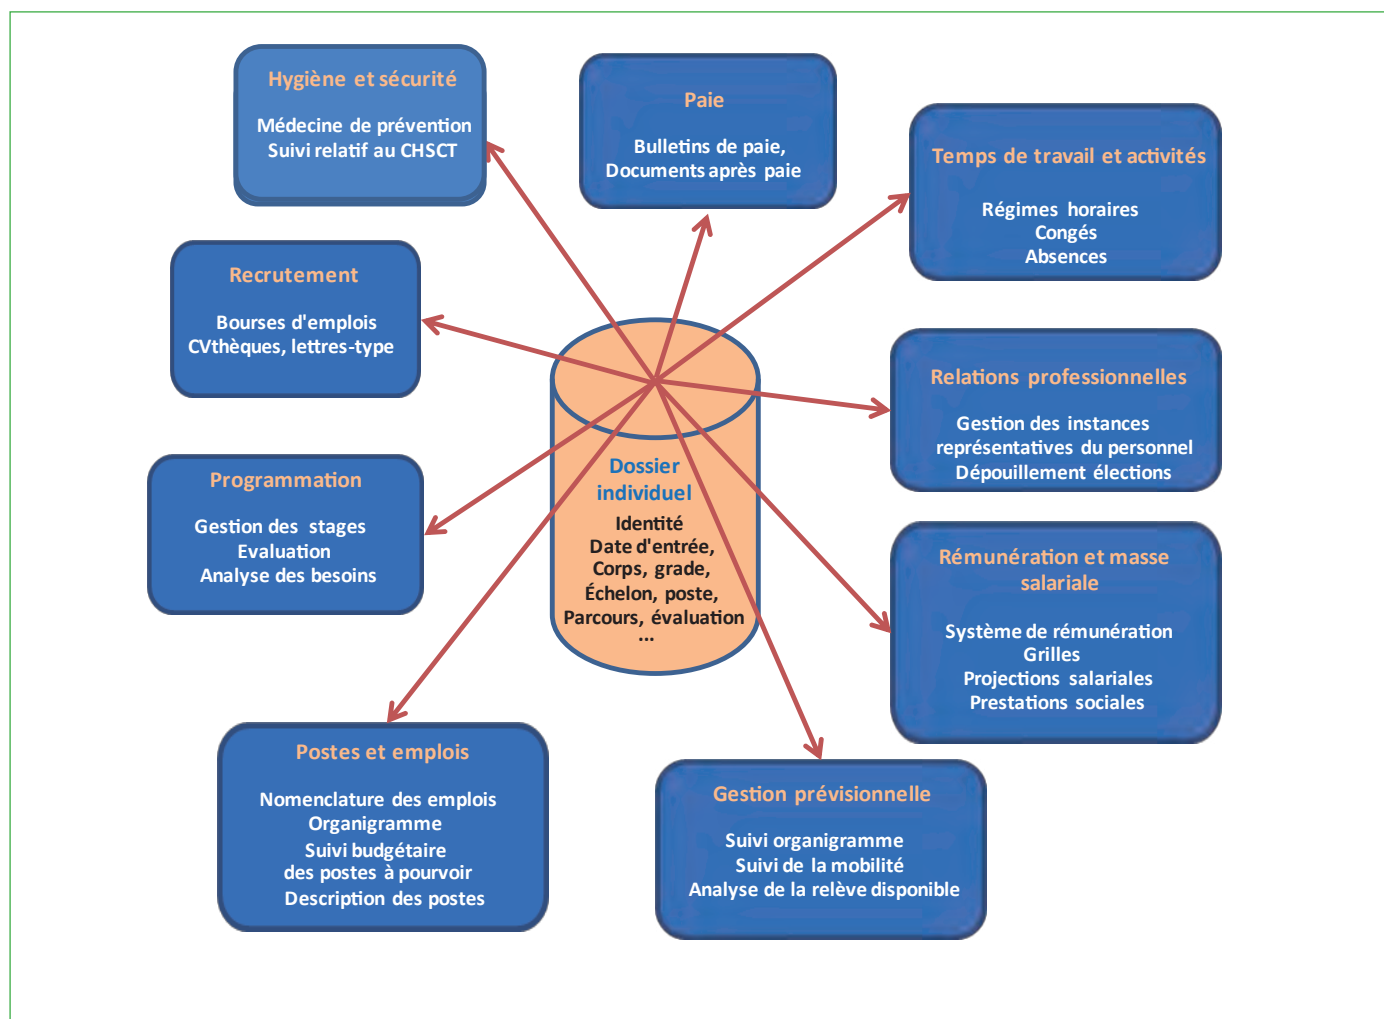 Hygiène et sécurité
Médecine de prévention
Suivi relatif au CHSCT
Paie
Bulletins de paie,
Documents après paie
Temps de travail et activités
Régimes horaires
Congés
Absences
Recrutement
Bourses d'emplois
CVthèques, lettres-type
Relations professionnelles
Gestion des instances
représentatives du personnel
Dépouillement élections
Programmation
Gestion des stages
Evaluation
Analyse des besoins
Dossier
individuel
Identité
Date d'entrée,
Corps, grade,
Échelon, poste,
Parcours, évaluation
...
Rémunération et masse
salariale
Système de rémunération
Grilles
Projections salariales
Prestations sociales
Postes et emplois
Nomenclature des emplois
Organigramme
Suivi budgétaire
des postes à pourvoir
Description des postes
Gestion prévisionnelle
Suivi organigramme
Suivi de la mobilité
Analyse de la relève disponible